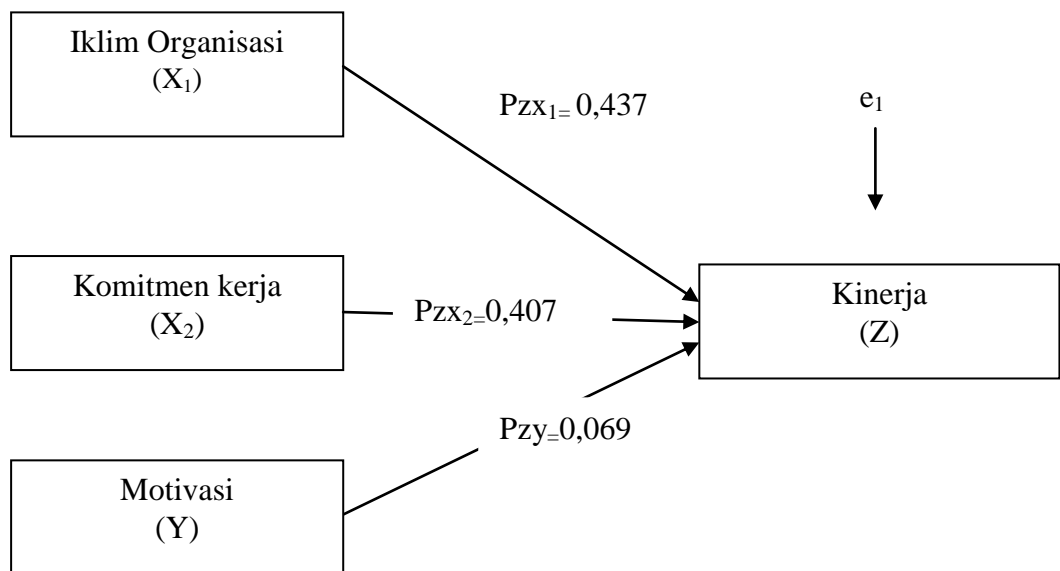 Iklim Organisasi
(X₁)
Pzx₁₌ 0,437
e₁
Komitmen kerja
(X₂)
Pzx₂₌0,407
Kinerja
(Z)
Pzy₌0,069
Motivasi
(Y)